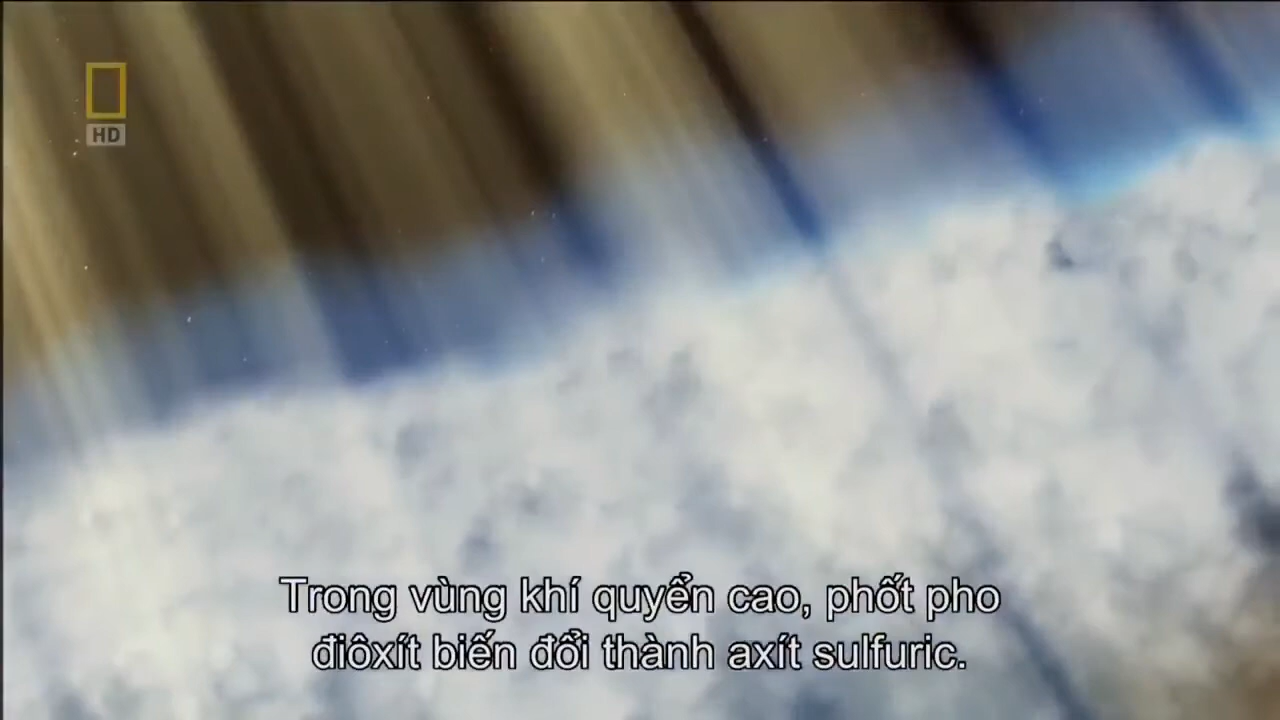 HD
Trong vùng khí quyển cao, phốt pho
điôxít biến đổi thành axít sulfuric.